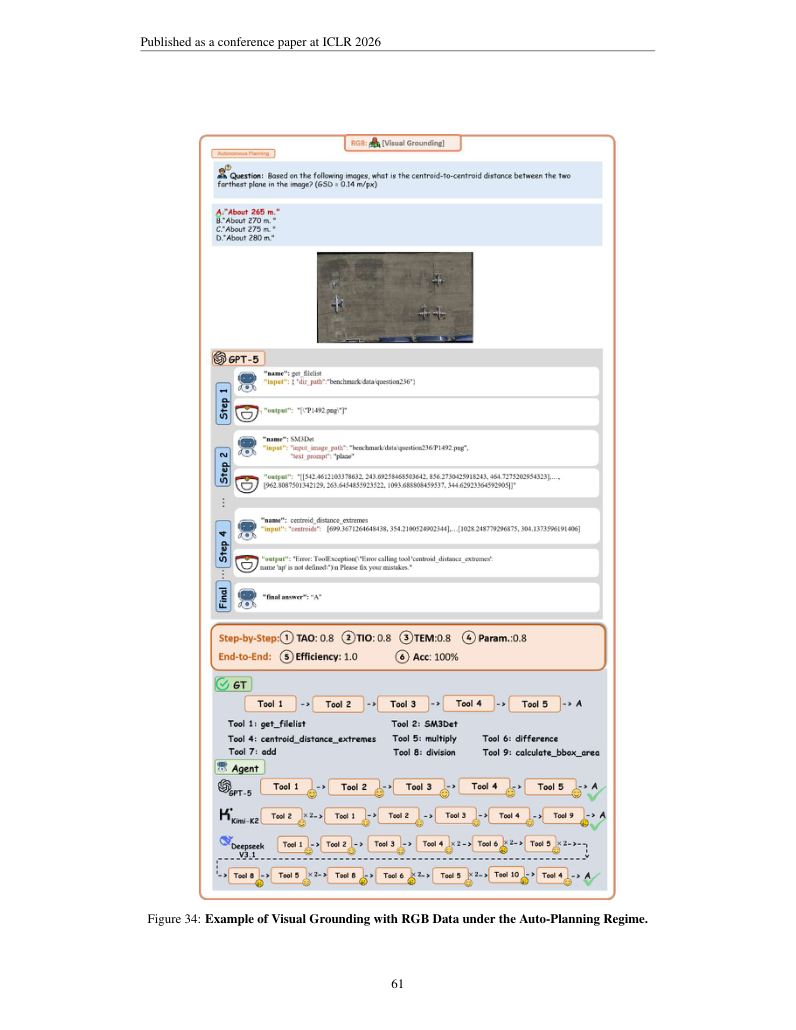 Published as a conference paper at ICLR 2026
RGB: [Visual Grounding]
Autonomous Planning
Question: Based on the following images, what is the centroid-to-centroid distance between the two
farthest plane in the image? (GSD = 0.14 m/px)
A."About 265 m."
B."About 270 m."
C."About 275 m."
D."About 280 m."
GPT-5
Step 1
"name": get_filelist
"input": { "dir_path":"benchmark/data/question236"}
"output": "[\"P1492.png\"]"
Step 2
"name": SM3Det
"input": "input_image_path": "benchmark/data/question236/P1492.png",
"text_prompt": "plane"
"output": "[[542.4612103378632, 243.69258468503642, 856.2730425918243, 464.7275202954323],...,
[962.8087501342129, 263.6454855923522, 1093.688808459537, 344.62923364592905]]"
...
Step 4
"name": centroid_distance_extremes
"input": "centroids": [699.3671264648438, 354.2100524902344],...[1028.248779296875, 304.1373596191406]
"output": "Error: ToolException(\"Error calling tool 'centroid_distance_extremes':
name 'np' is not defined\")\n Please fix your mistakes."
...
Final
"final answer": "A"
Step-by-Step: 1 TAO: 0.8 2 TIO: 0.8 3 TEM:0.8 4 Param.:0.8
End-to-End: 5 Efficiency: 1.0 6 Acc: 100%
GT
Tool 1 -> Tool 2 -> Tool 3 -> Tool 4 -> Tool 5 -> A
Tool 1: get_filelist Tool 2: SM3Det
Tool 4: centroid_distance_extremes Tool 5: multiply Tool 6: difference
Tool 7: add Tool 8: division Tool 9: calculate_bbox_area
Agent
GPT-5 Tool 1 -> Tool 2 -> Tool 3 -> Tool 4 -> Tool 5 -> A
Kimi-K2 Tool 2 ×2-> Tool 1 -> Tool 2 -> Tool 3 -> Tool 4 -> Tool 9 -> A
Deepseek V3.1 Tool 1 -> Tool 2 -> Tool 3 -> Tool 4 ×2-> Tool 6 ×2-> Tool 5 ×2-
-> Tool 8 -> Tool 5 ×2-> Tool 8 -> Tool 6 ×2-> Tool 5 ×2-> Tool 10 -> Tool 4 -> A
Figure 34: Example of Visual Grounding with RGB Data under the Auto-Planning Regime.
61